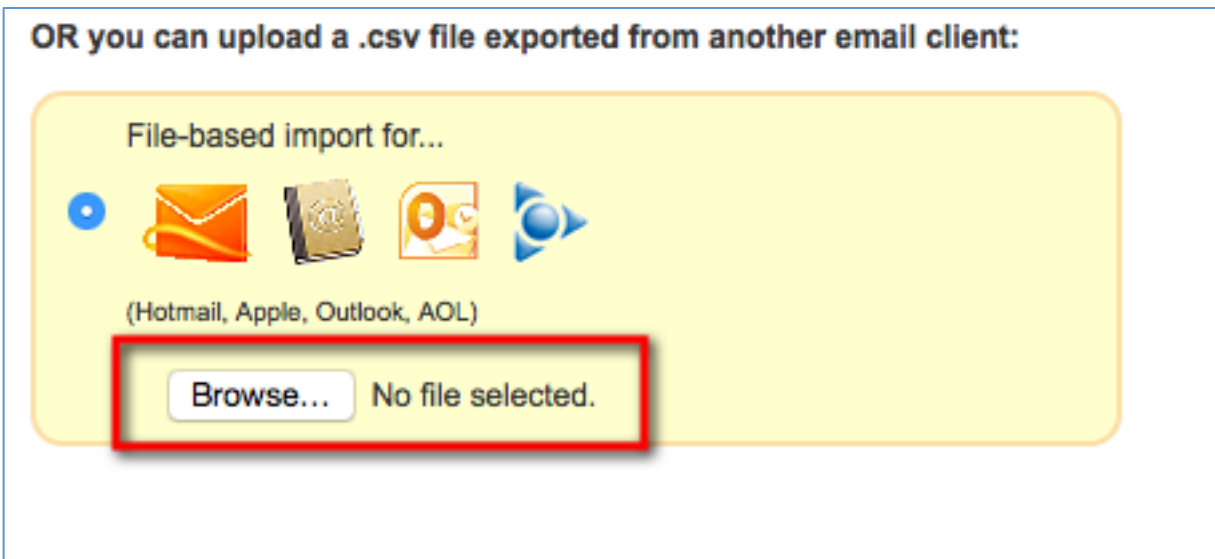 OR you can upload a .csv file exported from another email client:
File-based import for...
(Hotmail, Apple, Outlook, AOL)
Browse... No file selected.